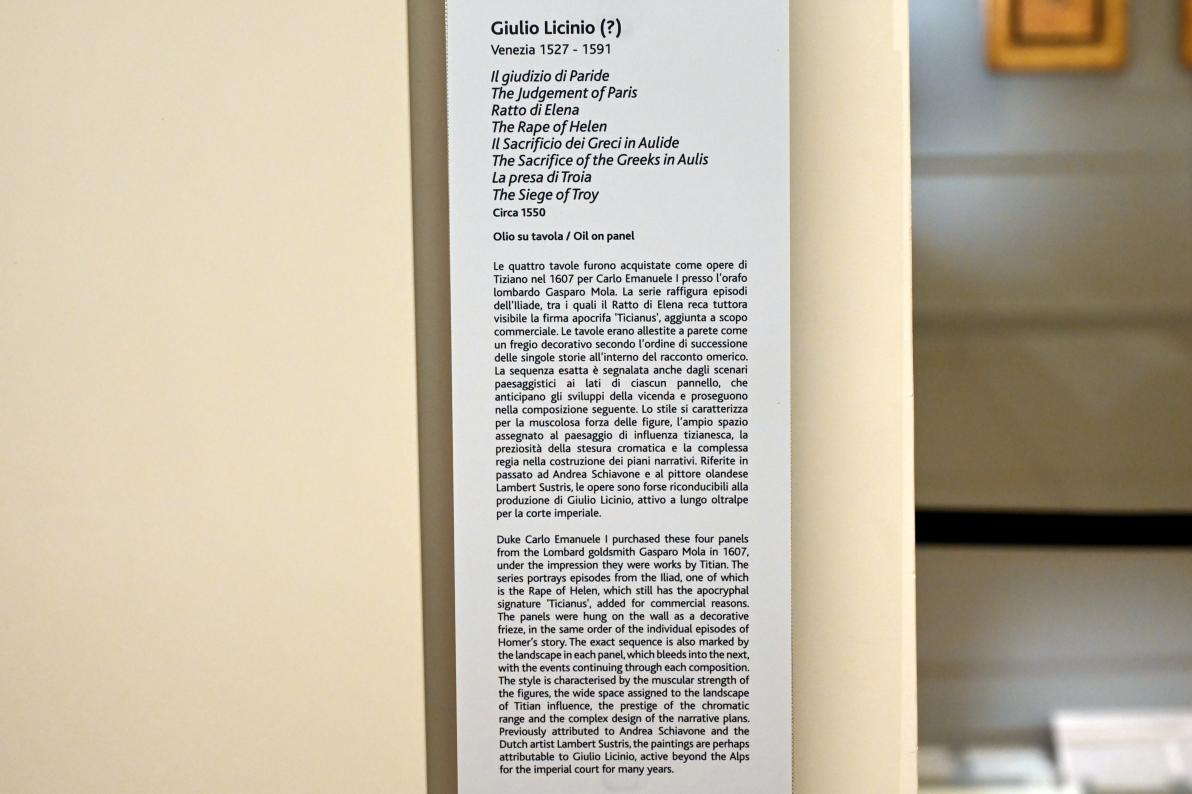 Giulio Licinio (?)
Venezia 1527 - 1591
Il giudizio di Paride
The Judgement of Paris
Ratto di Elena
The Rape of Helen
Il Sacrificio dei Greci in Aulide
The Sacrifice of the Greeks in Aulis
La presa di Troia
The Siege of Troy
Circa 1550
Olio su tavola / Oil on panel
Le quattro tavole furono acquistate come opere di
Tiziano nel 1607 per Carlo Emanuele I presso l'orafo
lombardo Gasparo Mola. La serie raffigura episodi
dell'Iliade, tra i quali il Ratto di Elena reca tuttora
visibile la firma apocrifa 'Ticianus', aggiunta a scopo
commerciale. Le tavole erano allestite a parete come
un fregio decorativo secondo l'ordine di successione
delle singole storie all'interno del racconto omerico.
La sequenza esatta è segnalata anche dagli scenari
paesaggistici ai lati di ciascun pannello, che
anticipano gli sviluppi della vicenda e proseguono
nella composizione seguente. Lo stile si caratterizza
per la muscolosa forza delle figure, l'ampio spazio
assegnato al paesaggio di influenza tizianesca, la
preziosità della stesura cromatica e la complessa
regia nella costruzione dei piani narrativi. Riferite in
passato ad Andrea Schiavone e al pittore olandese
Lambert Sustris, le opere sono forse riconducibili alla
produzione di Giulio Licinio, attivo a lungo oltralpe
per la corte imperiale.
Duke Carlo Emanuele I purchased these four panels
from the Lombard goldsmith Gasparo Mola in 1607,
under the impression they were works by Titian. The
series portrays episodes from the Iliad, one of which
is the Rape of Helen, which still has the apocryphal
signature 'Ticianus', added for commercial reasons.
The panels were hung on the wall as a decorative
frieze, in the same order of the individual episodes of
Homer's story. The exact sequence is also marked by
the landscape in each panel, which bleeds into the next,
with the events continuing through each composition.
The style is characterised by the muscular strength of
the figures, the wide space assigned to the landscape
of Titian influence, the prestige of the chromatic
range and the complex design of the narrative plans.
Previously attributed to Andrea Schiavone and the
Dutch artist Lambert Sustris, the paintings are perhaps
attributable to Giulio Licinio, active beyond the Alps
for the imperial court for many years.